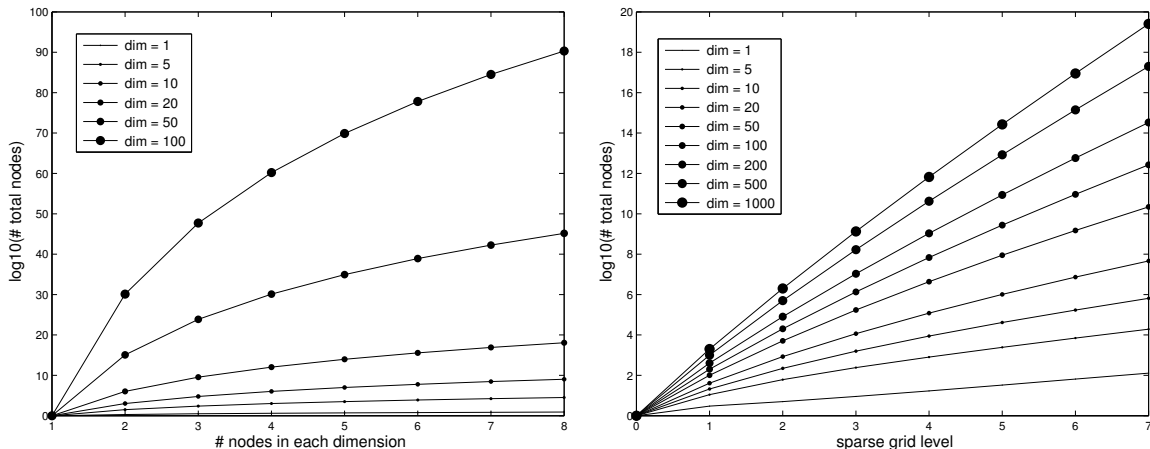 100
90
80
70
60
50
40
30
20
10
0
log10(# total nodes)
dim = 1
dim = 5
dim = 10
dim = 20
dim = 50
dim = 100
1 2 3 4 5 6 7 8
# nodes in each dimension
20
18
16
14
12
10
8
6
4
2
0
log10(# total nodes)
dim = 1
dim = 5
dim = 10
dim = 20
dim = 50
dim = 100
dim = 200
dim = 500
dim = 1000
0 1 2 3 4 5 6 7
sparse grid level